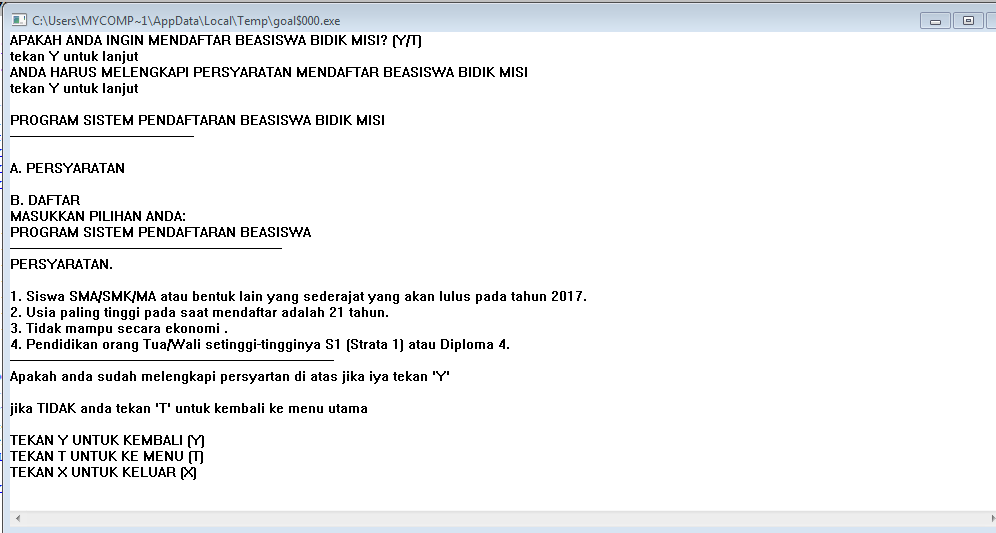 C:\Users\MYCOMP~1\AppData\Local\Temp\goal$000.exe
APAKAH ANDA INGIN MENDAFTAR BEASISWA BIDIK MISI? (Y/T)
tekan Y untuk lanjut
ANDA HARUS MELENGKAPI PERSYARATAN MENDAFTAR BEASISWA BIDIK MISI
tekan Y untuk lanjut
PROGRAM SISTEM PENDAFTARAN BEASISWA BIDIK MISI
A. PERSYARATAN
B. DAFTAR
MASUKKAN PILIHAN ANDA:
PROGRAM SISTEM PENDAFTARAN BEASISWA
PERSYARATAN.
1. Siswa SMA/SMK/MA atau bentuk lain yang sederajat yang akan lulus pada tahun 2017.
2. Usia paling tinggi pada saat mendaftar adalah 21 tahun.
3. Tidak mampu secara ekonomi .
4. Pendidikan orang Tua/Wali setinggi-tingginya S1 (Strata 1) atau Diploma 4.
Apakah anda sudah melengkapi persyartan di atas jika iya tekan 'Y'
jika TIDAK anda tekan 'T' untuk kembali ke menu utama
TEKAN Y UNTUK KEMBALI (Y)
TEKAN T UNTUK KE MENU (T)
TEKAN X UNTUK KELUAR (X)